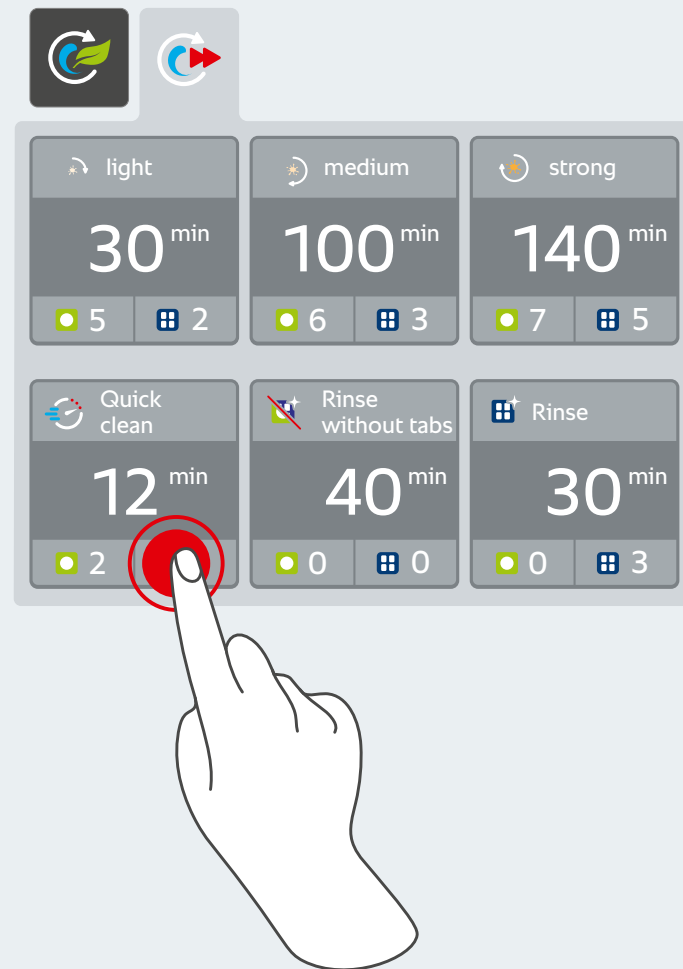 light
30 min
5 2
medium
100 min
6 3
strong
140 min
7 5
Quick
clean
12 min
2
Rinse
without tabs
40 min
0 0
Rinse
30 min
0 3